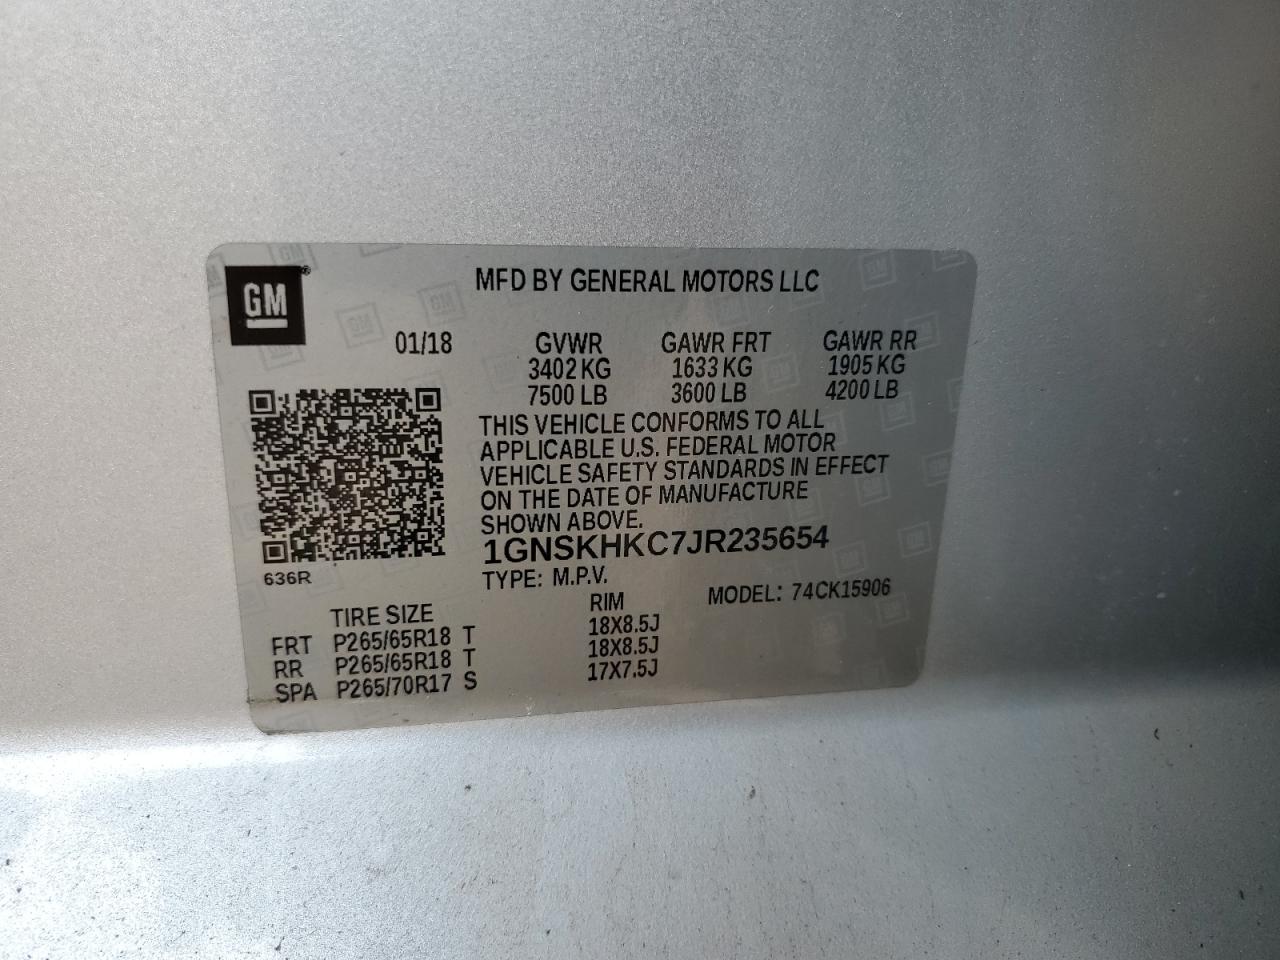 GM®
MFD BY GENERAL MOTORS LLC
01/18 GVWR GAWR FRT GAWR RR
3402 KG 1633 KG 1905 KG
7500 LB 3600 LB 4200 LB
THIS VEHICLE CONFORMS TO ALL
APPLICABLE U.S. FEDERAL MOTOR
VEHICLE SAFETY STANDARDS IN EFFECT
ON THE DATE OF MANUFACTURE
SHOWN ABOVE.
1GNSKHKC7JR235654
636R
TYPE: M.P.V. MODEL: 74CK15906
TIRE SIZE RIM
FRT P265/65R18 T 18X8.5J
RR P265/65R18 T 18X8.5J
SPA P265/70R17 S 17X7.5J